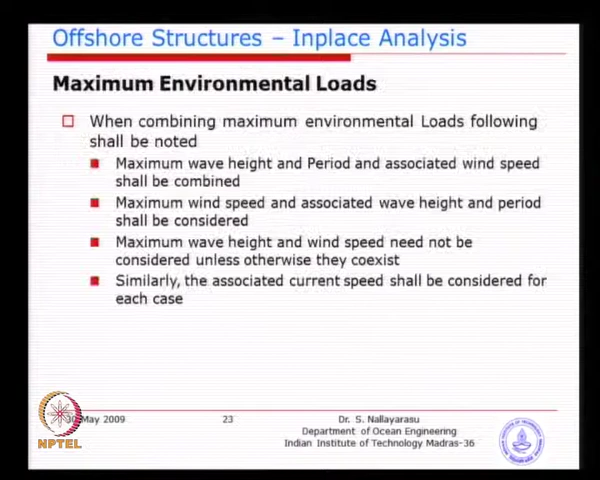 Offshore Structures – Inplace Analysis
Maximum Environmental Loads
When combining maximum environmental Loads following
shall be noted
Maximum wave height and Period and associated wind speed
shall be combined
Maximum wind speed and associated wave height and period
shall be considered
Maximum wave height and wind speed need not be
considered unless otherwise they coexist
Similarly, the associated current speed shall be considered for
each case
30 May 2009
23
Dr. S. Nallayarasu
Department of Ocean Engineering
Indian Institute of Technology Madras-36
NPTEL